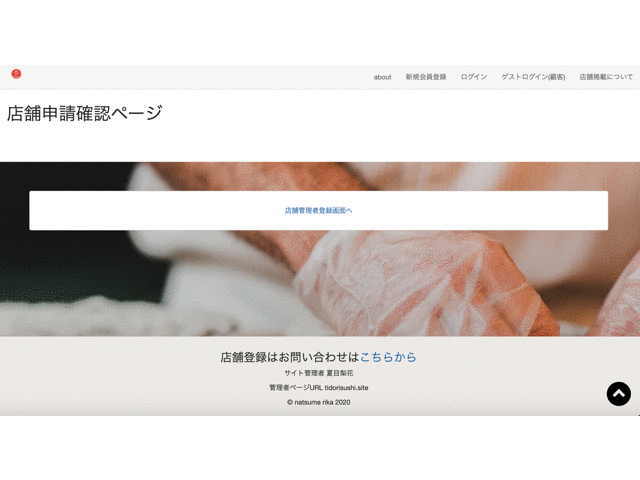 about 新規会員登録 ログイン ゲストログイン(顧客) 店舗掲載について
店舗申請確認ページ
店舗管理者登録画面へ
店舗登録はお問い合わせはこちらから
サイト管理者 夏目梨花
管理者ページURL tidorisushi.site
© natsume rika 2020